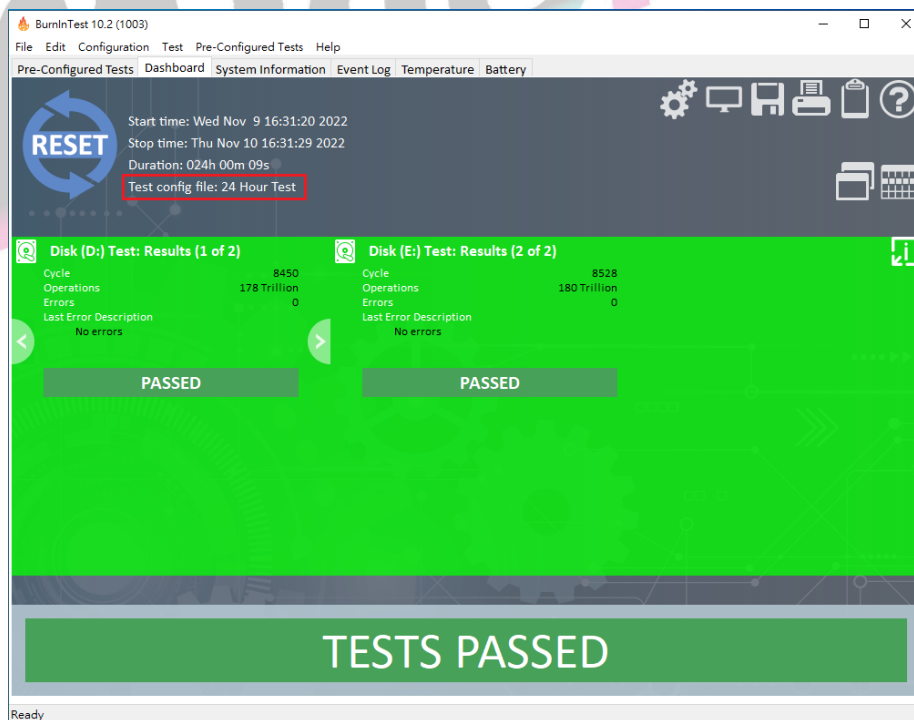 BurnInTest 10.2 (1003)
File Edit Configuration Test Pre-Configured Tests Help
Pre-Configured Tests Dashboard System Information Event Log Temperature Battery
RESET
Start time: Wed Nov 9 16:31:20 2022
Stop time: Thu Nov 10 16:31:29 2022
Duration: 024h 00m 09s
Test config file: 24 Hour Test
Disk (D:) Test: Results (1 of 2)
Cycle 8450
Operations 178 Trillion
Errors 0
Last Error Description
No errors
PASSED
Disk (E:) Test: Results (2 of 2)
Cycle 8528
Operations 180 Trillion
Errors 0
Last Error Description
No errors
PASSED
TESTS PASSED
Ready